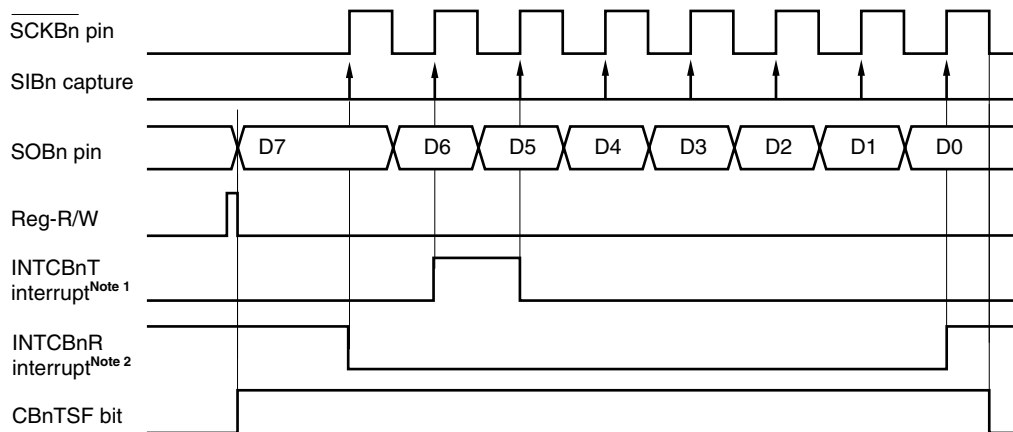 SCKBn pin
SIBn capture
SOBn pin D7 D6 D5 D4 D3 D2 D1 D0
Reg-R/W
INTCBnT
interruptNote 1
INTCBnR
interruptNote 2
CBnTSF bit